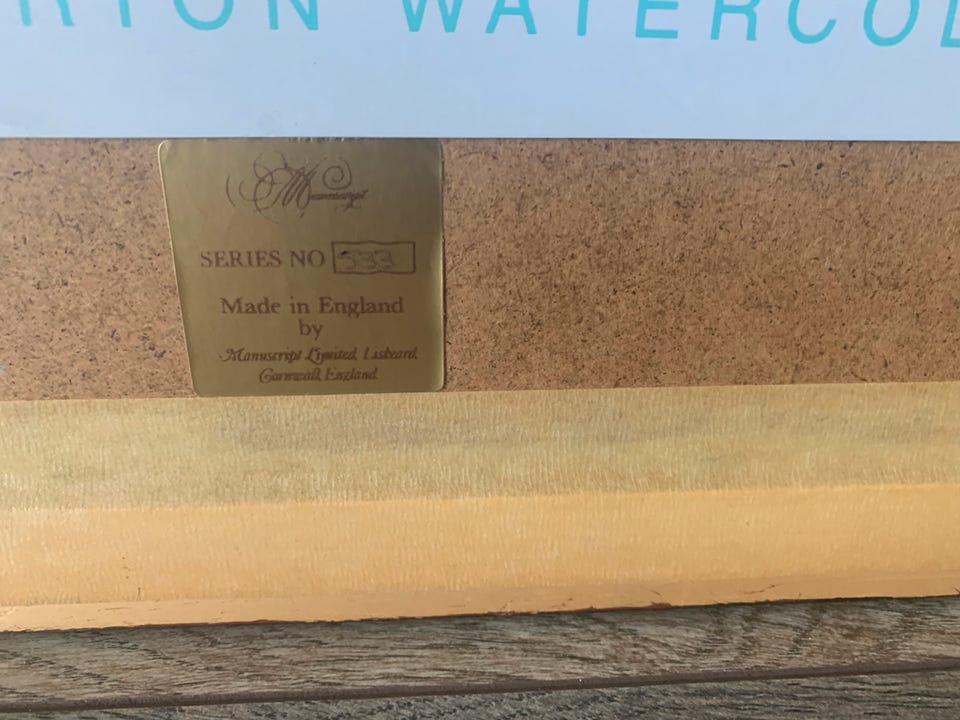 RTON WATERCOL
Manuscript
SERIES NO 533
Made in England
by
Manuscript Limited, Liskeard,
Cornwall, England.